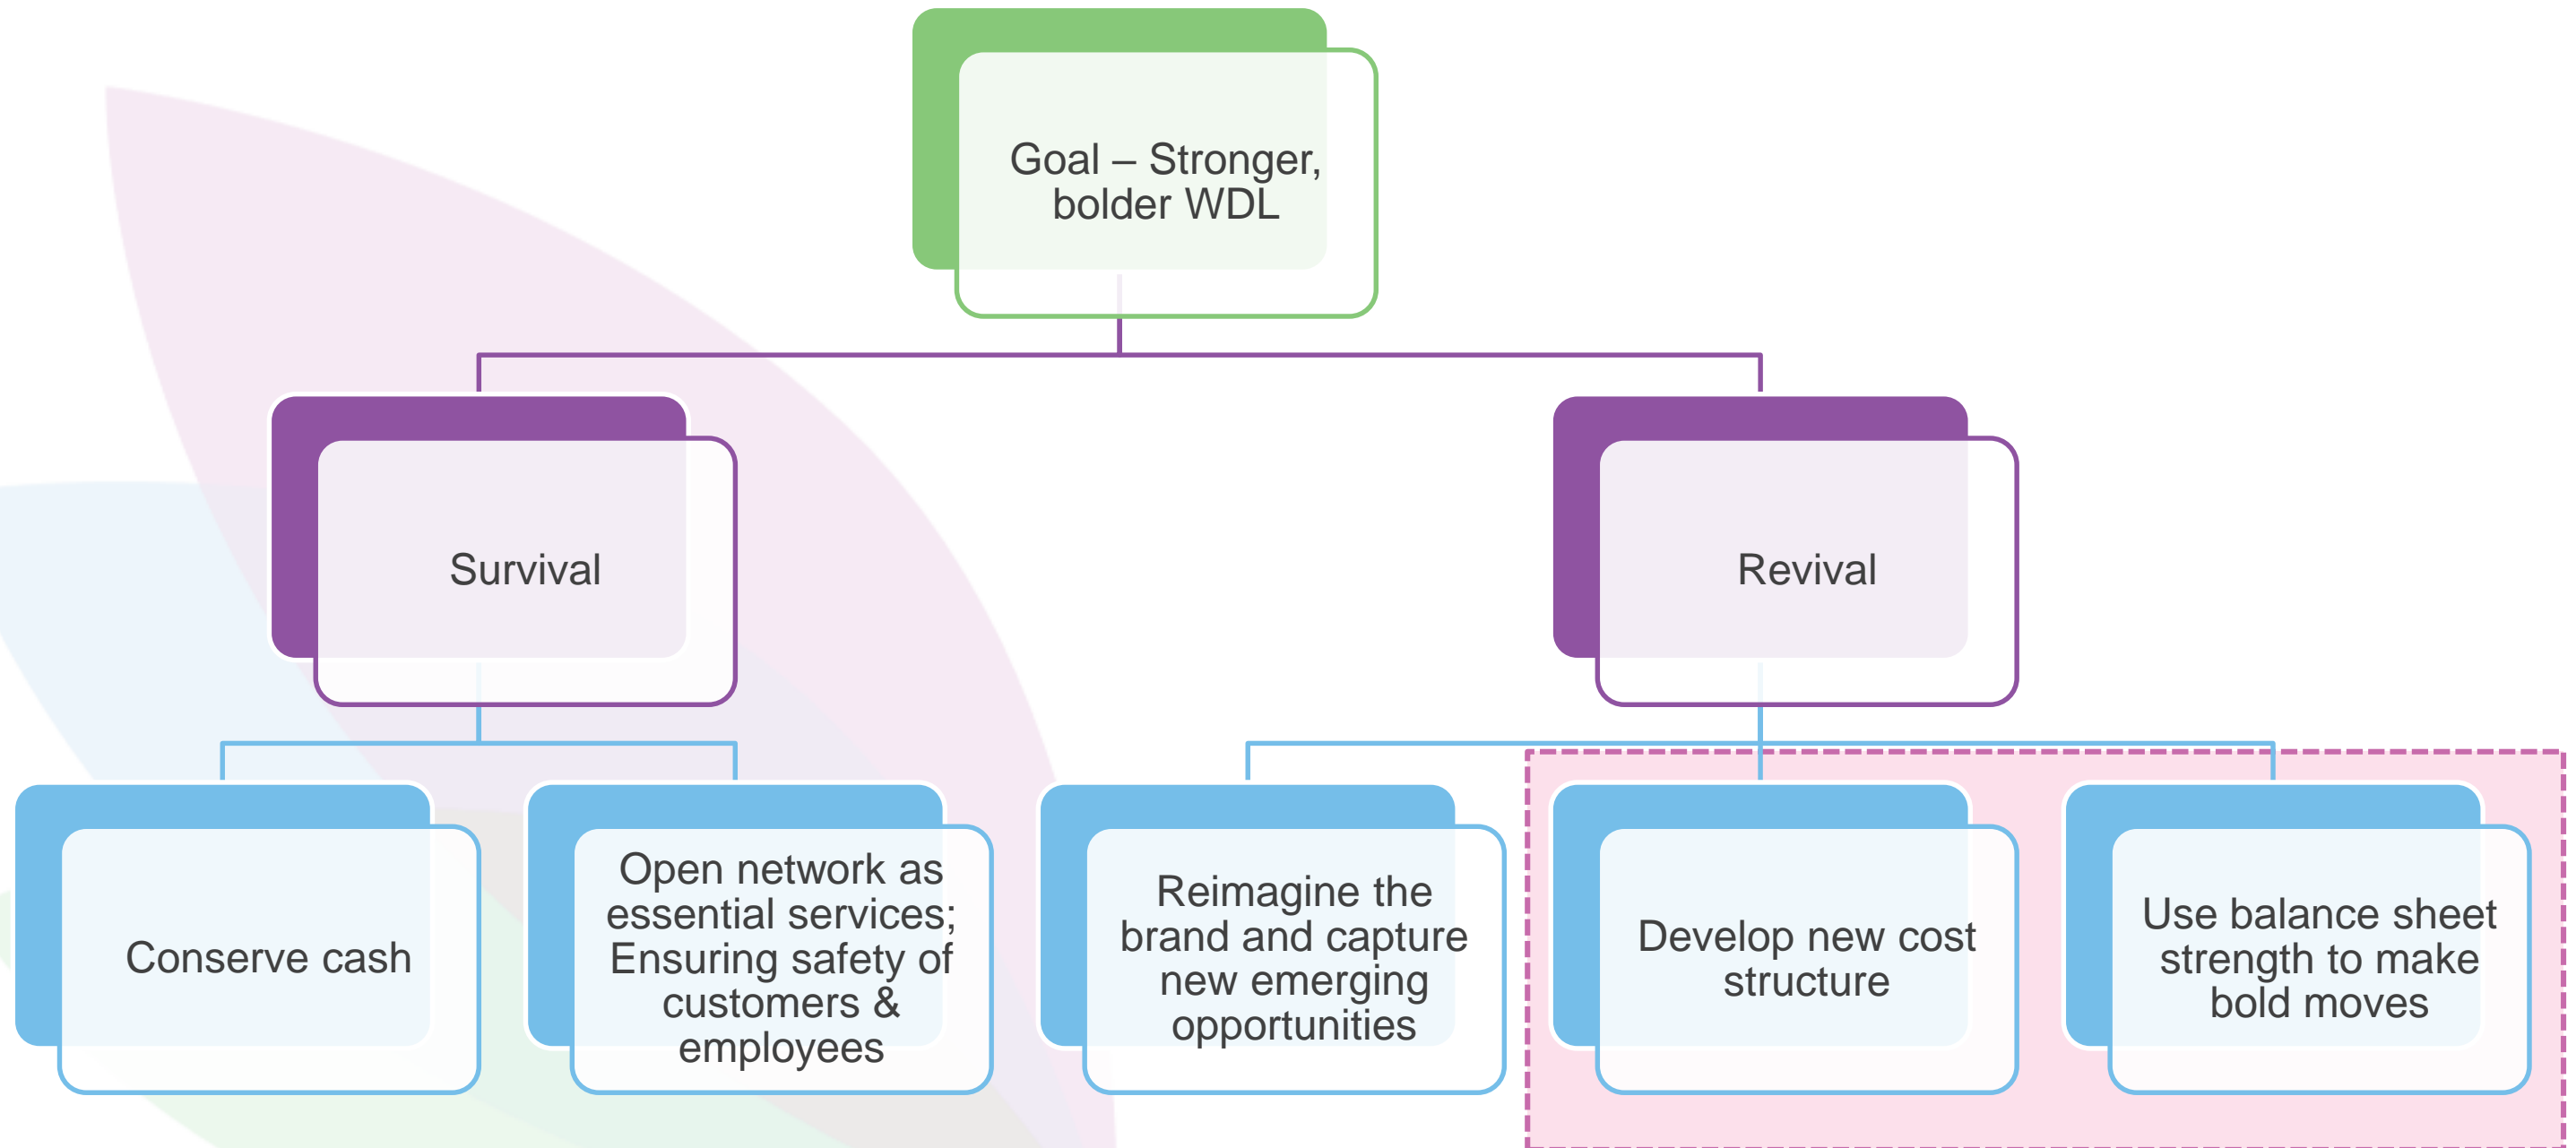 Goal – Stronger,
bolder WDL
Survival
Revival
Conserve cash
Open network as
essential services;
Ensuring safety of
customers &
employees
Reimagine the
brand and capture
new emerging
opportunities
Develop new cost
structure
Use balance sheet
strength to make
bold moves